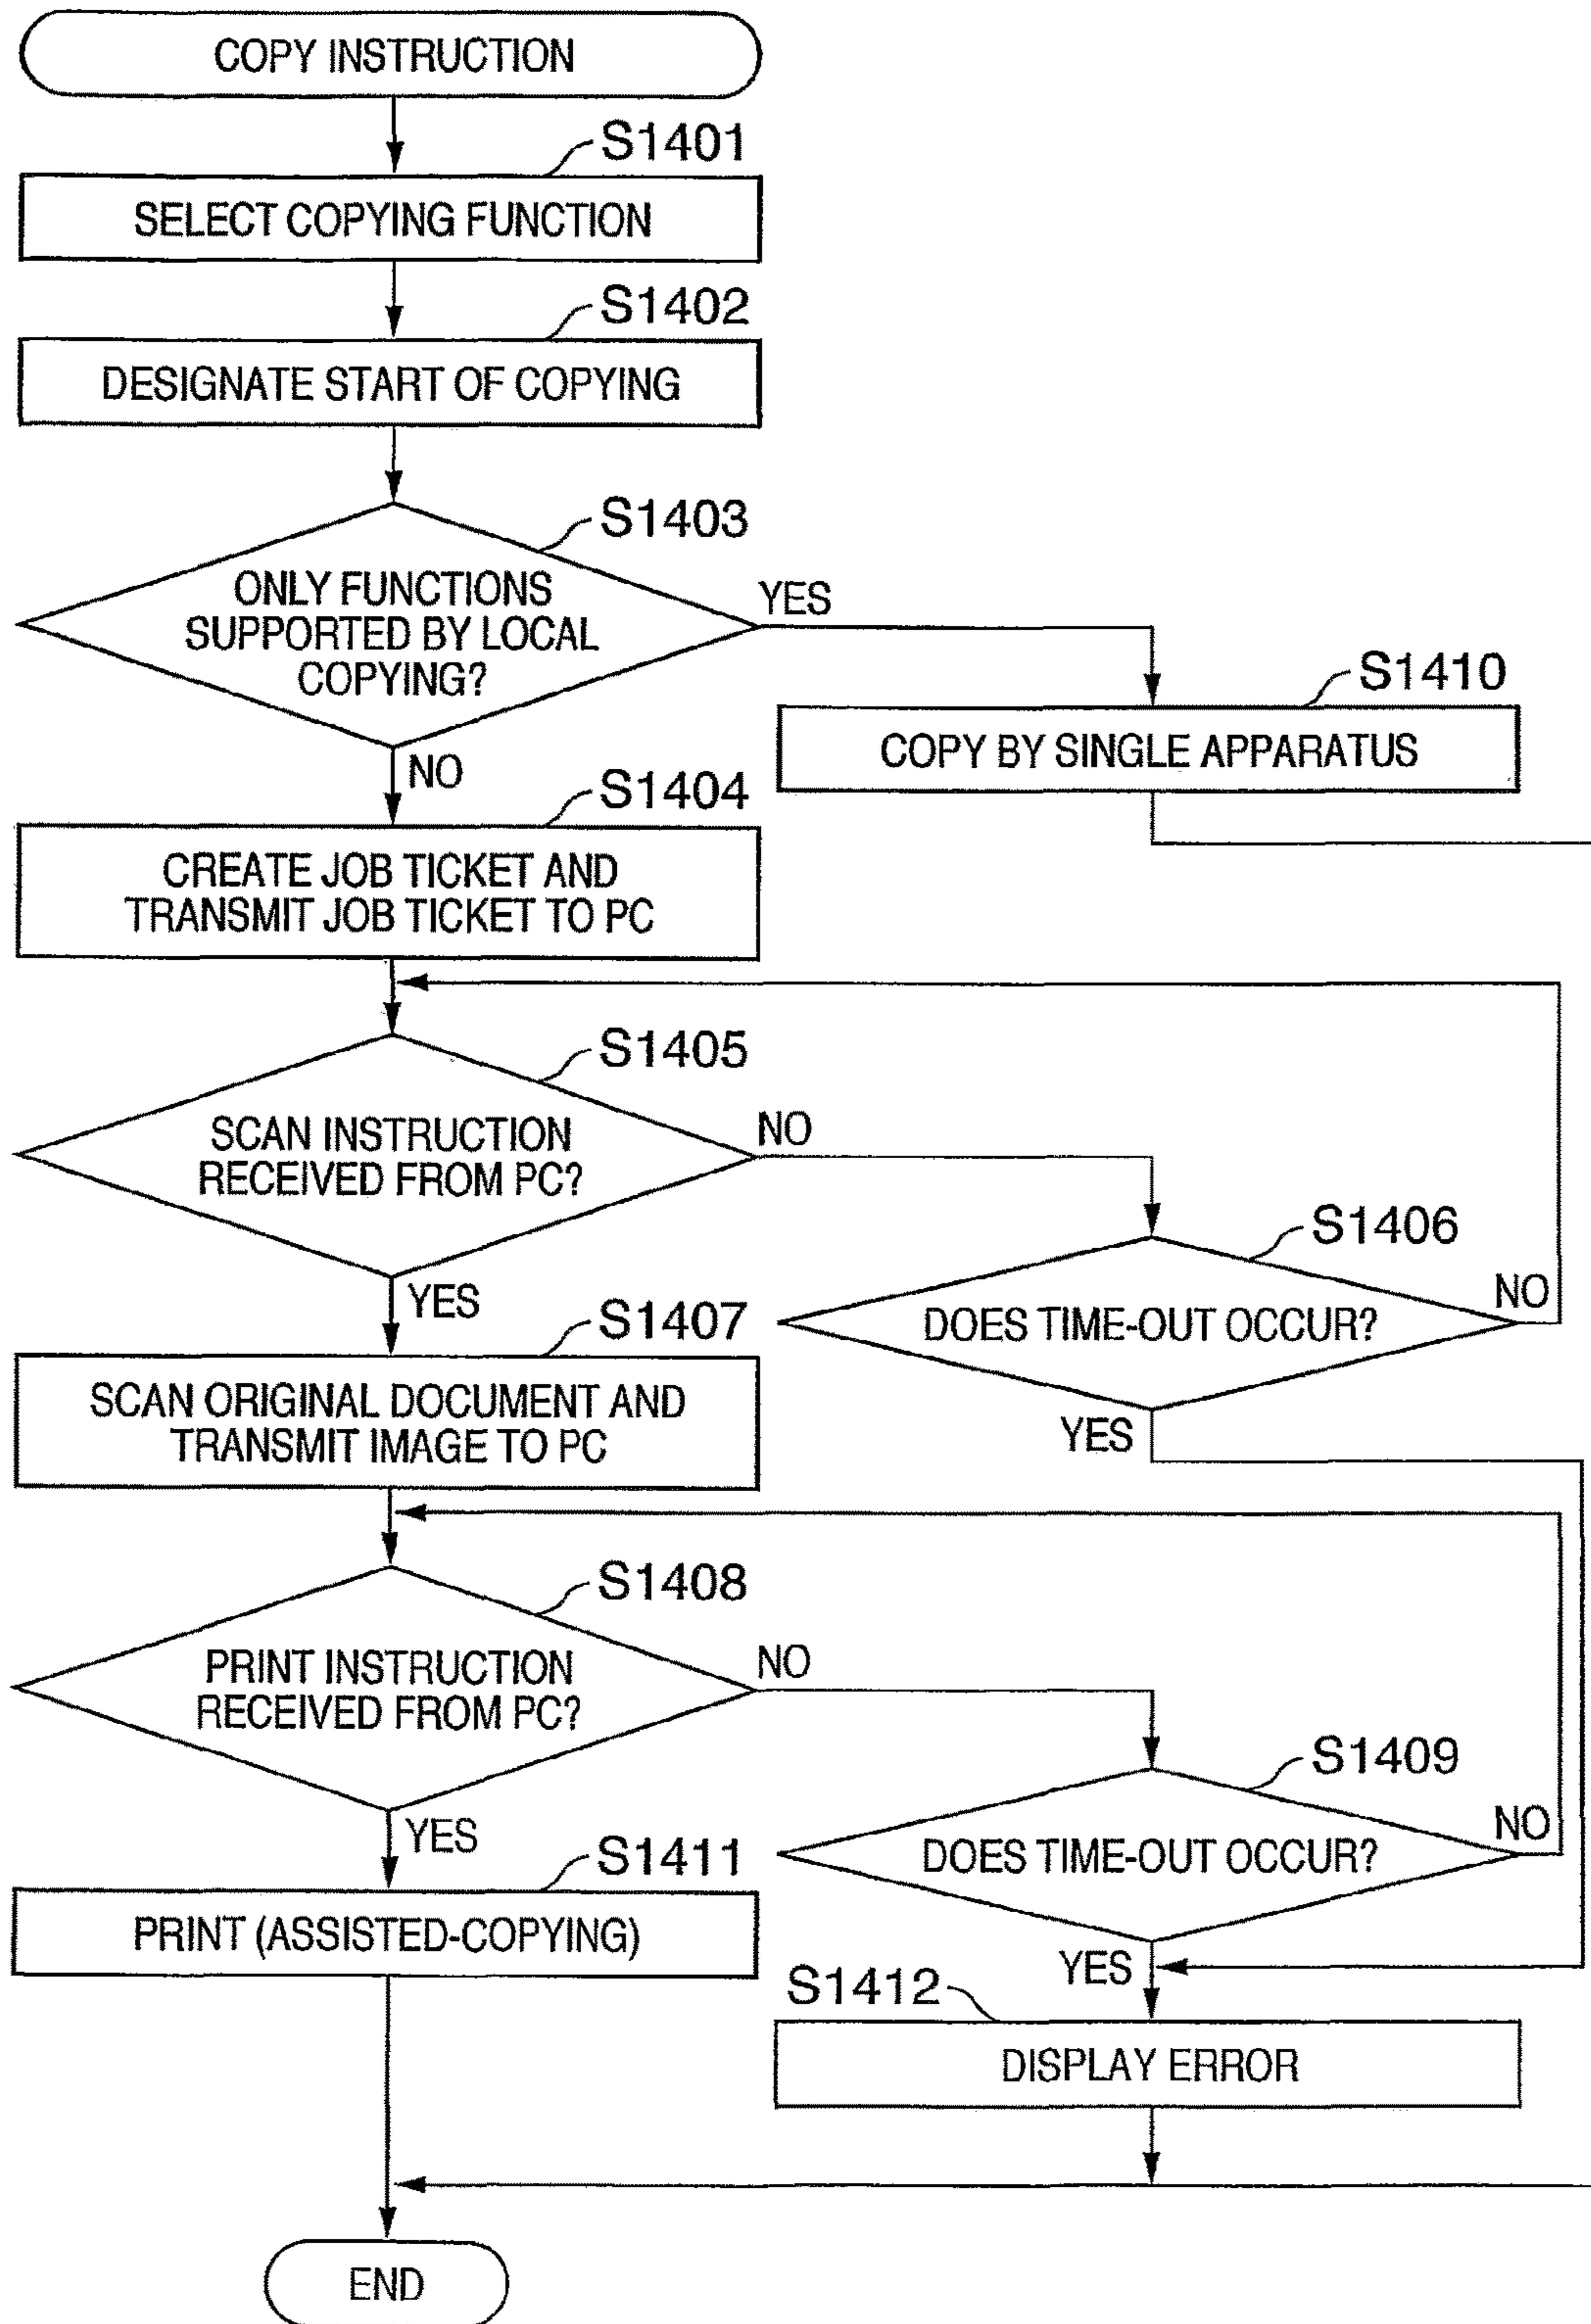 COPY INSTRUCTION
S1401
SELECT COPYING FUNCTION
S1402
DESIGNATE START OF COPYING
S1403
ONLY FUNCTIONS
SUPPORTED BY LOCAL
COPYING?
YES
NO
S1410
COPY BY SINGLE APPARATUS
S1404
CREATE JOB TICKET AND
TRANSMIT JOB TICKET TO PC
S1405
SCAN INSTRUCTION
RECEIVED FROM PC?
NO
YES
S1406
DOES TIME-OUT OCCUR?
NO
YES
S1407
SCAN ORIGINAL DOCUMENT AND
TRANSMIT IMAGE TO PC
S1408
PRINT INSTRUCTION
RECEIVED FROM PC?
NO
YES
S1409
DOES TIME-OUT OCCUR?
NO
YES
S1411
PRINT (ASSISTED-COPYING)
S1412
DISPLAY ERROR
END